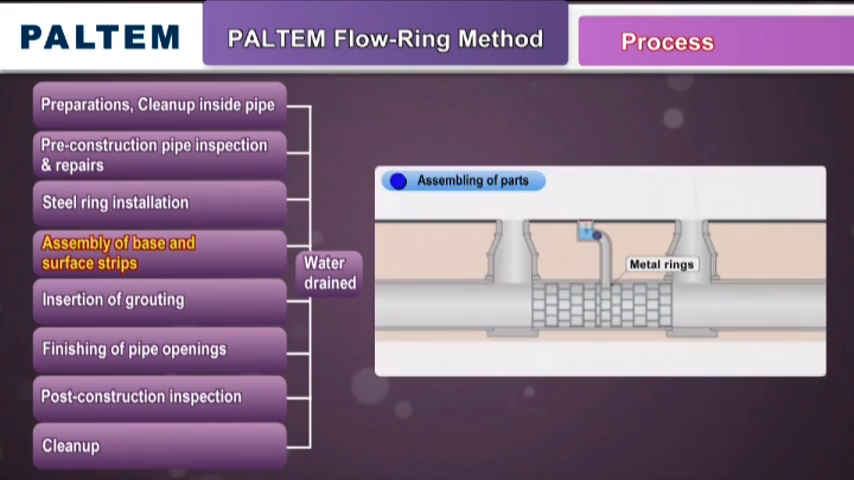 PALTEM
PALTEM Flow-Ring Method
Process
Preparations, Cleanup inside pipe
Pre-construction pipe inspection
& repairs
Steel ring installation
Assembly of base and
surface strips
Insertion of grouting
Finishing of pipe openings
Post-construction inspection
Cleanup
Water
drained
Assembling of parts
Metal rings